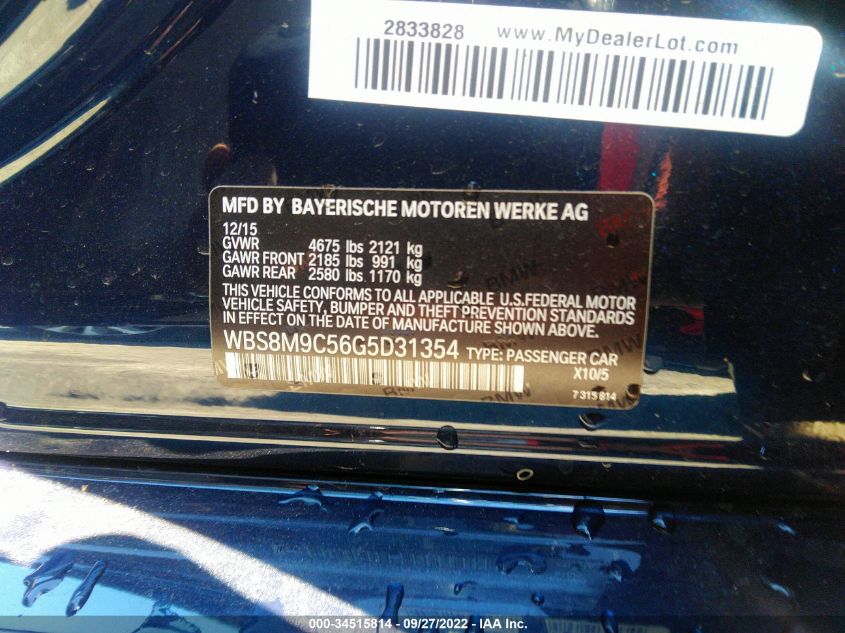 2833828 www.MyDealerLot.com
MFD BY BAYERISCHE MOTOREN WERKE AG
12/15
GVWR 4675 lbs 2121 kg
GAWR FRONT 2185 lbs 991 kg
GAWR REAR 2580 lbs 1170 kg
THIS VEHICLE CONFORMS TO ALL APPLICABLE U.S.FEDERAL MOTOR
VEHICLE SAFETY, BUMPER AND THEFT PREVENTION STANDARDS
IN EFFECT ON THE DATE OF MANUFACTURE SHOWN ABOVE.
WBS8M9C56G5D31354 TYPE: PASSENGER CAR
X10/5
7 315 814
000-34515814 - 09/27/2022 - IAA Inc.